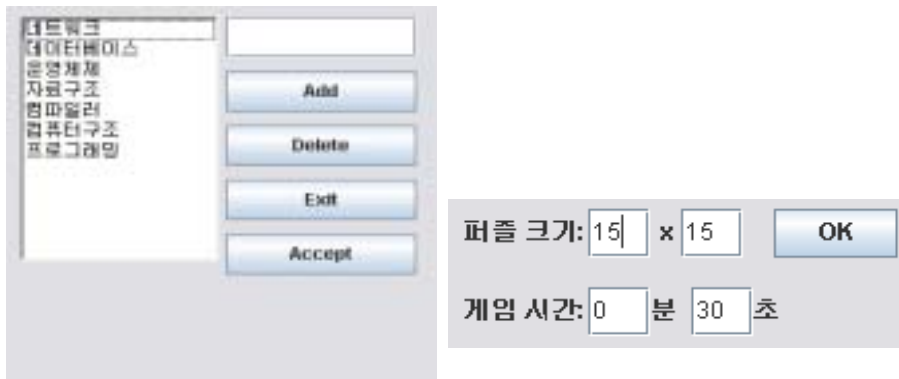 네트워크
데이터베이스
운영체제
자료구조
컴파일러
컴퓨터구조
프로그래밍
Add
Delete
Exit
Accept
퍼즐 크기: 15 x 15 OK
게임 시간: 0 분 30 초